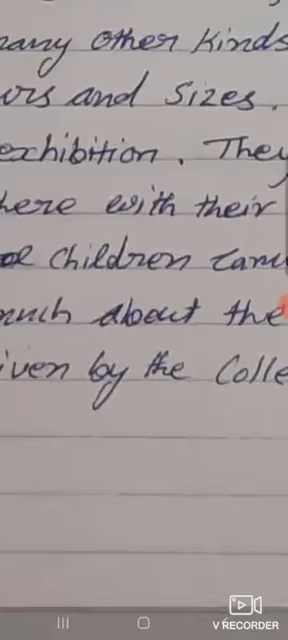 many other kinds
urs and Sizes.
exhibition. They
here with their
children came
much about the
given by the Colle
V RECORDER